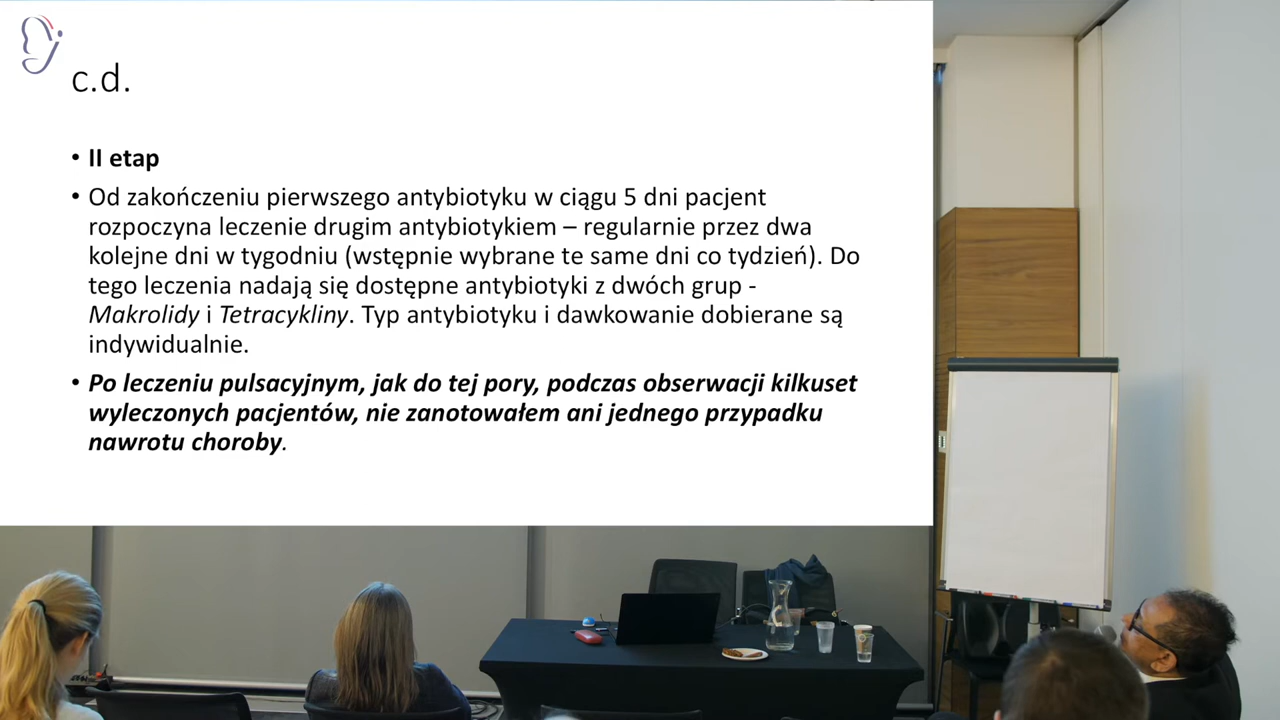 c.d.
• II etap
• Od zakończeniu pierwszego antybiotyku w ciągu 5 dni pacjent
rozpoczyna leczenie drugim antybiotykiem – regularnie przez dwa
kolejne dni w tygodniu (wstępnie wybrane te same dni co tydzień). Do
tego leczenia nadają się dostępne antybiotyki z dwóch grup -
Makrolidy i Tetracykliny. Typ antybiotyku i dawkowanie dobierane są
indywidualnie.
• Po leczeniu pulsacyjnym, jak do tej pory, podczas obserwacji kilkuset
wyleczonych pacjentów, nie zanotowałem ani jednego przypadku
nawrotu choroby.